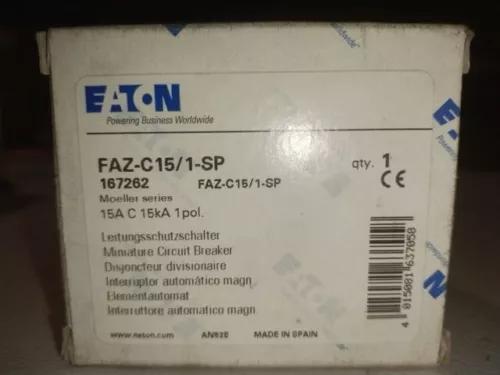 EATON
Powering Business Worldwide
FAZ-C15/1-SP
qty. 1
167262 FAZ-C15/1-SP
CE
Moeller series
15A C 15kA 1pol.
Leitungsschutzschalter
Miniature Circuit Breaker
Disjoncteur divisionaire
Interruptor automático magn
Elementautomat
Interruttore automatico magn
4 015081 637058
www.eaton.com AN62B MADE IN SPAIN